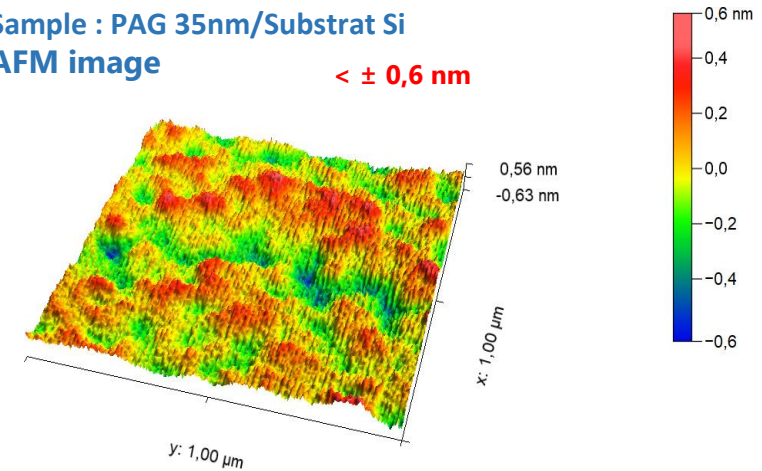 Sample : PAG 35nm/Substrat Si
AFM image
< ± 0,6 nm
0,6 nm
0,4
0,2
0,0
−0,2
−0,4
−0,6
0,56 nm
-0,63 nm
x: 1,00 µm
y: 1,00 µm